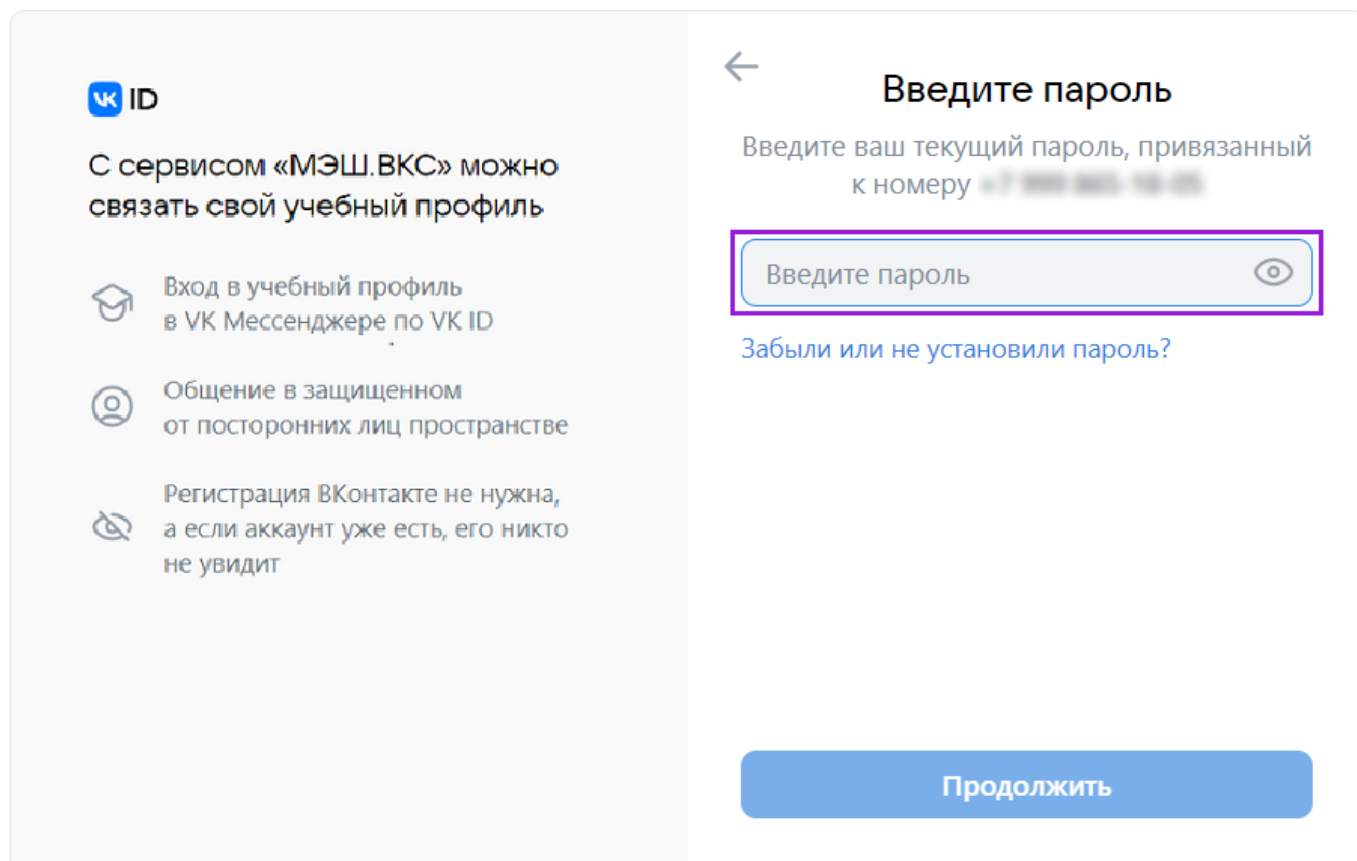 VK ID
С сервисом «МЭШ.ВКС» можно
связать свой учебный профиль
Вход в учебный профиль
в VK Мессенджере по VK ID
Общение в защищенном
от посторонних лиц пространстве
Регистрация ВКонтакте не нужна,
а если аккаунт уже есть, его никто
не увидит
Введите пароль
Введите ваш текущий пароль, привязанный
к номеру
Введите пароль
Забыли или не установили пароль?
Продолжить